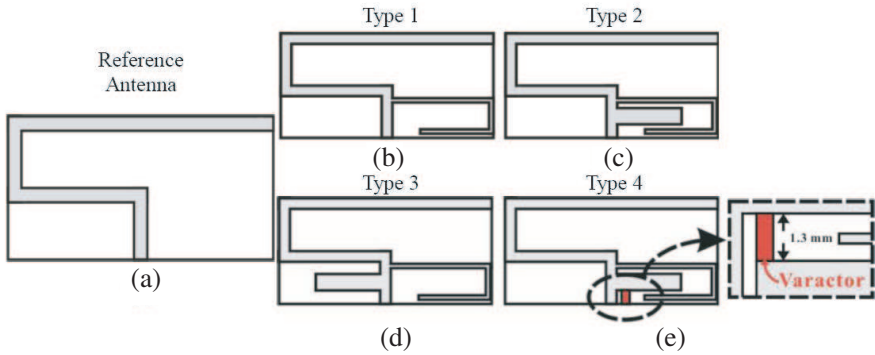 Reference
Antenna
(a)
Type 1
(b)
Type 2
(c)
Type 3
(d)
Type 4
(e)
1.3 mm
Varactor